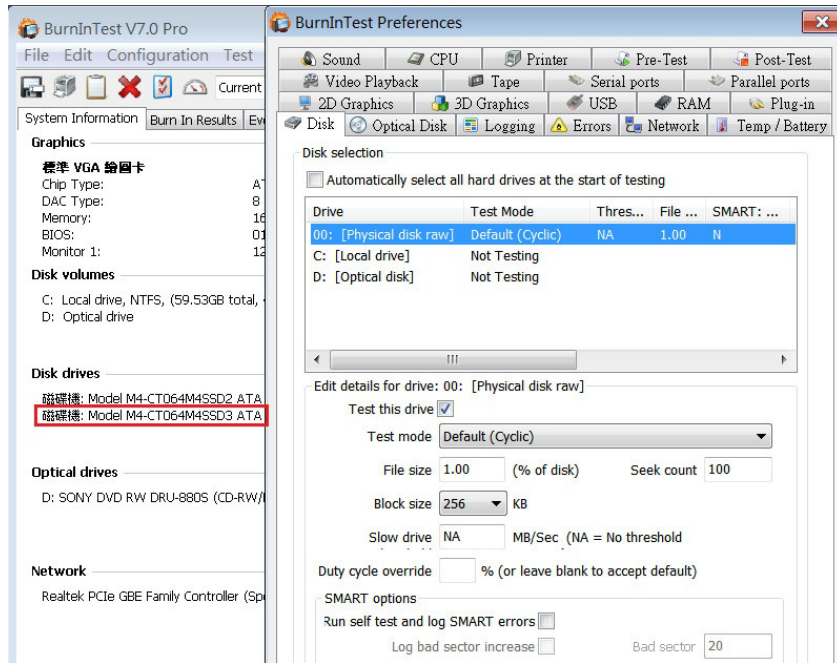 BurnInTest V7.0 Pro
File Edit Configuration Test
Current
System Information Burn In Results
Graphics
標準 VGA 繪圖卡
Chip Type:
DAC Type: 8
Memory: 16
BIOS: 01
Monitor 1: 12
Disk volumes
C: Local drive, NTFS, (59.53GB total,
D: Optical drive
Disk drives
磁碟機: Model M4-CT064M4SSD2 ATA
磁碟機: Model M4-CT064M4SSD3 ATA
Optical drives
D: SONY DVD RW DRU-880S (CD-RW/
Network
Realtek PCIe GBE Family Controller
BurnInTest Preferences
Sound CPU Printer Pre-Test Post-Test
Video Playback Tape Serial ports Parallel ports
2D Graphics 3D Graphics USB RAM Plug-in
Disk Optical Disk Logging Errors Network Temp / Battery
Disk selection
Automatically select all hard drives at the start of testing
Drive Test Mode Thres... File ... SMART: ...
00: [Physical disk raw] Default (Cyclic) NA 1.00 N
C: [Local drive] Not Testing
D: [Optical disk] Not Testing
Edit details for drive: 00: [Physical disk raw]
Test this drive
Test mode Default (Cyclic)
File size 1.00 (% of disk) Seek count 100
Block size 256 KB
Slow drive NA MB/Sec (NA = No threshold
Duty cycle override % (or leave blank to accept default)
SMART options
Run self test and log SMART errors
Log bad sector increase Bad sector 20